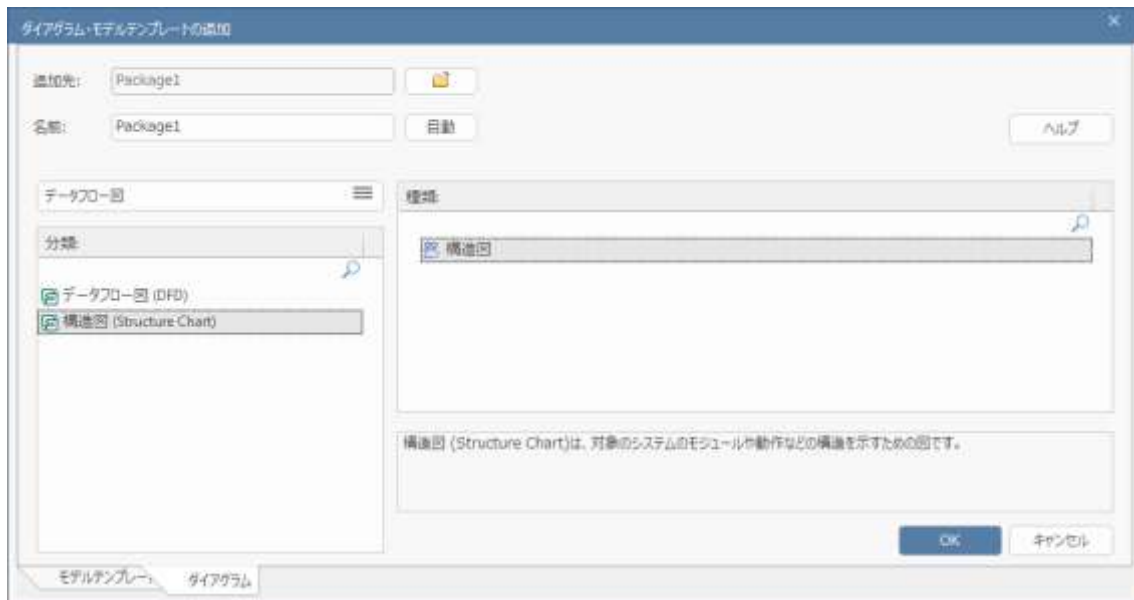 ダイアグラム・モデルテンプレートの追加
追加先: Package1
名前: Package1 自動 ヘルプ
データフロー図
種類:
分類:
構造図
データフロー図 (DFD)
構造図 (Structure Chart)
構造図 (Structure Chart)は、対象のシステムのモジュールや動作などの構造を示すための図です。
OK キャンセル
モデルテンプレート ダイアグラム